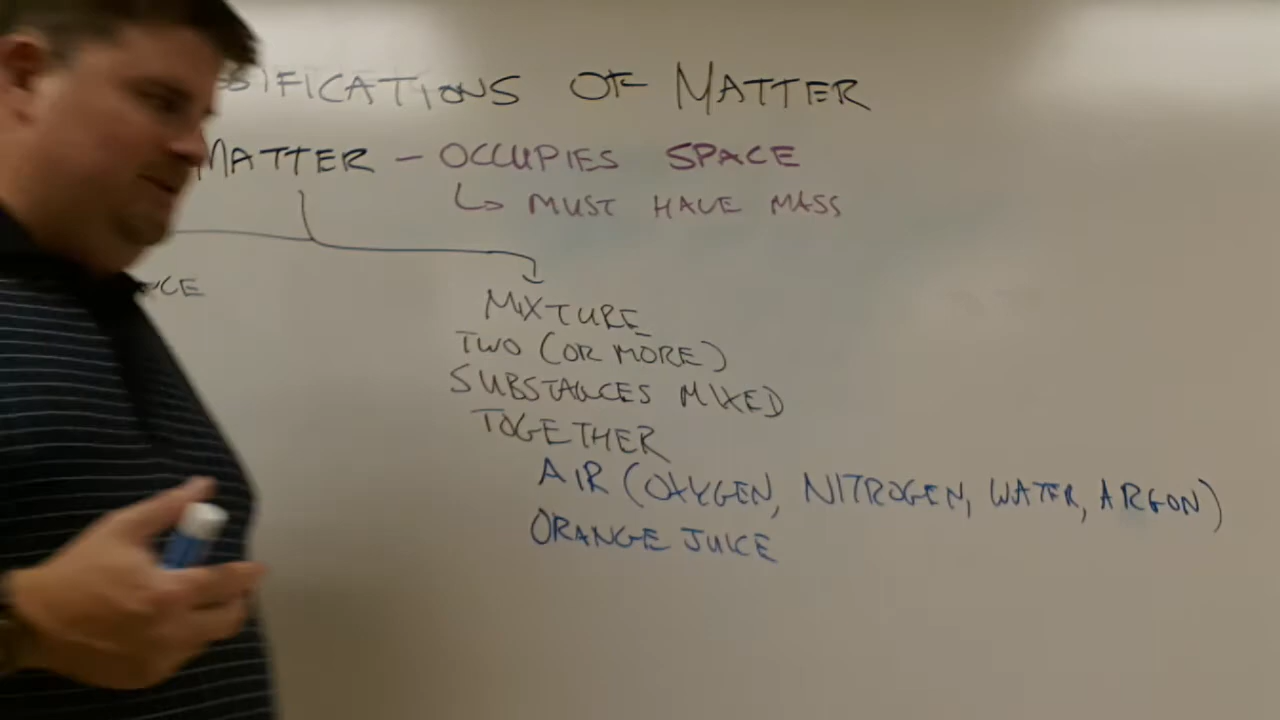 SIFICATIONS OF MATTER
MATTER – OCCUPIES SPACE
↳ MUST HAVE MASS
MIXTURE
TWO (OR MORE)
SUBSTANCES MIXED
TOGETHER
AIR (OXYGEN, NITROGEN, WATER, ARGON)
ORANGE JUICE